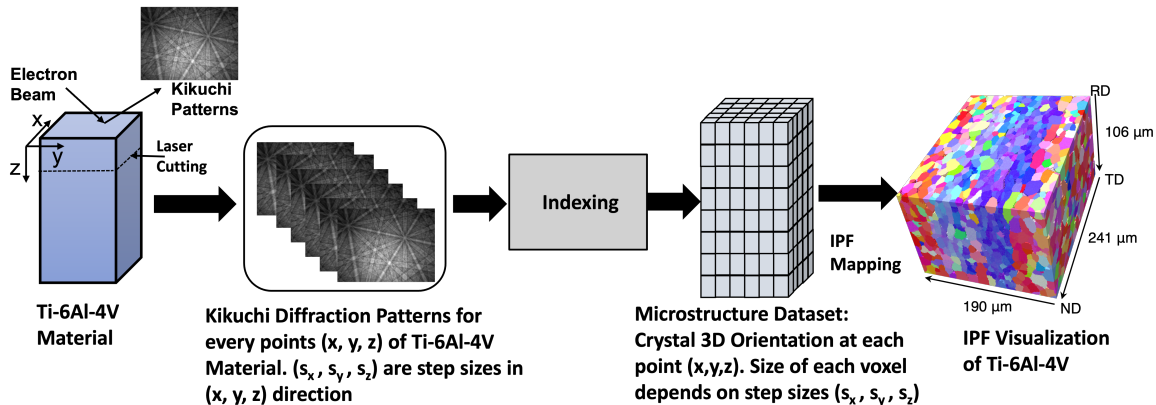 Electron
Beam
Kikuchi
Patterns
x
y
z
Laser
Cutting
Ti-6Al-4V
Material
Kikuchi Diffraction Patterns for
every points (x, y, z) of Ti-6Al-4V
Material. (sx , sy , sz) are step sizes in
(x, y, z) direction
Indexing
IPF
Mapping
Microstructure Dataset:
Crystal 3D Orientation at each
point (x,y,z). Size of each voxel
depends on step sizes (sx , sy , sz)
RD
106 µm
TD
241 µm
190 µm
ND
IPF Visualization
of Ti-6Al-4V